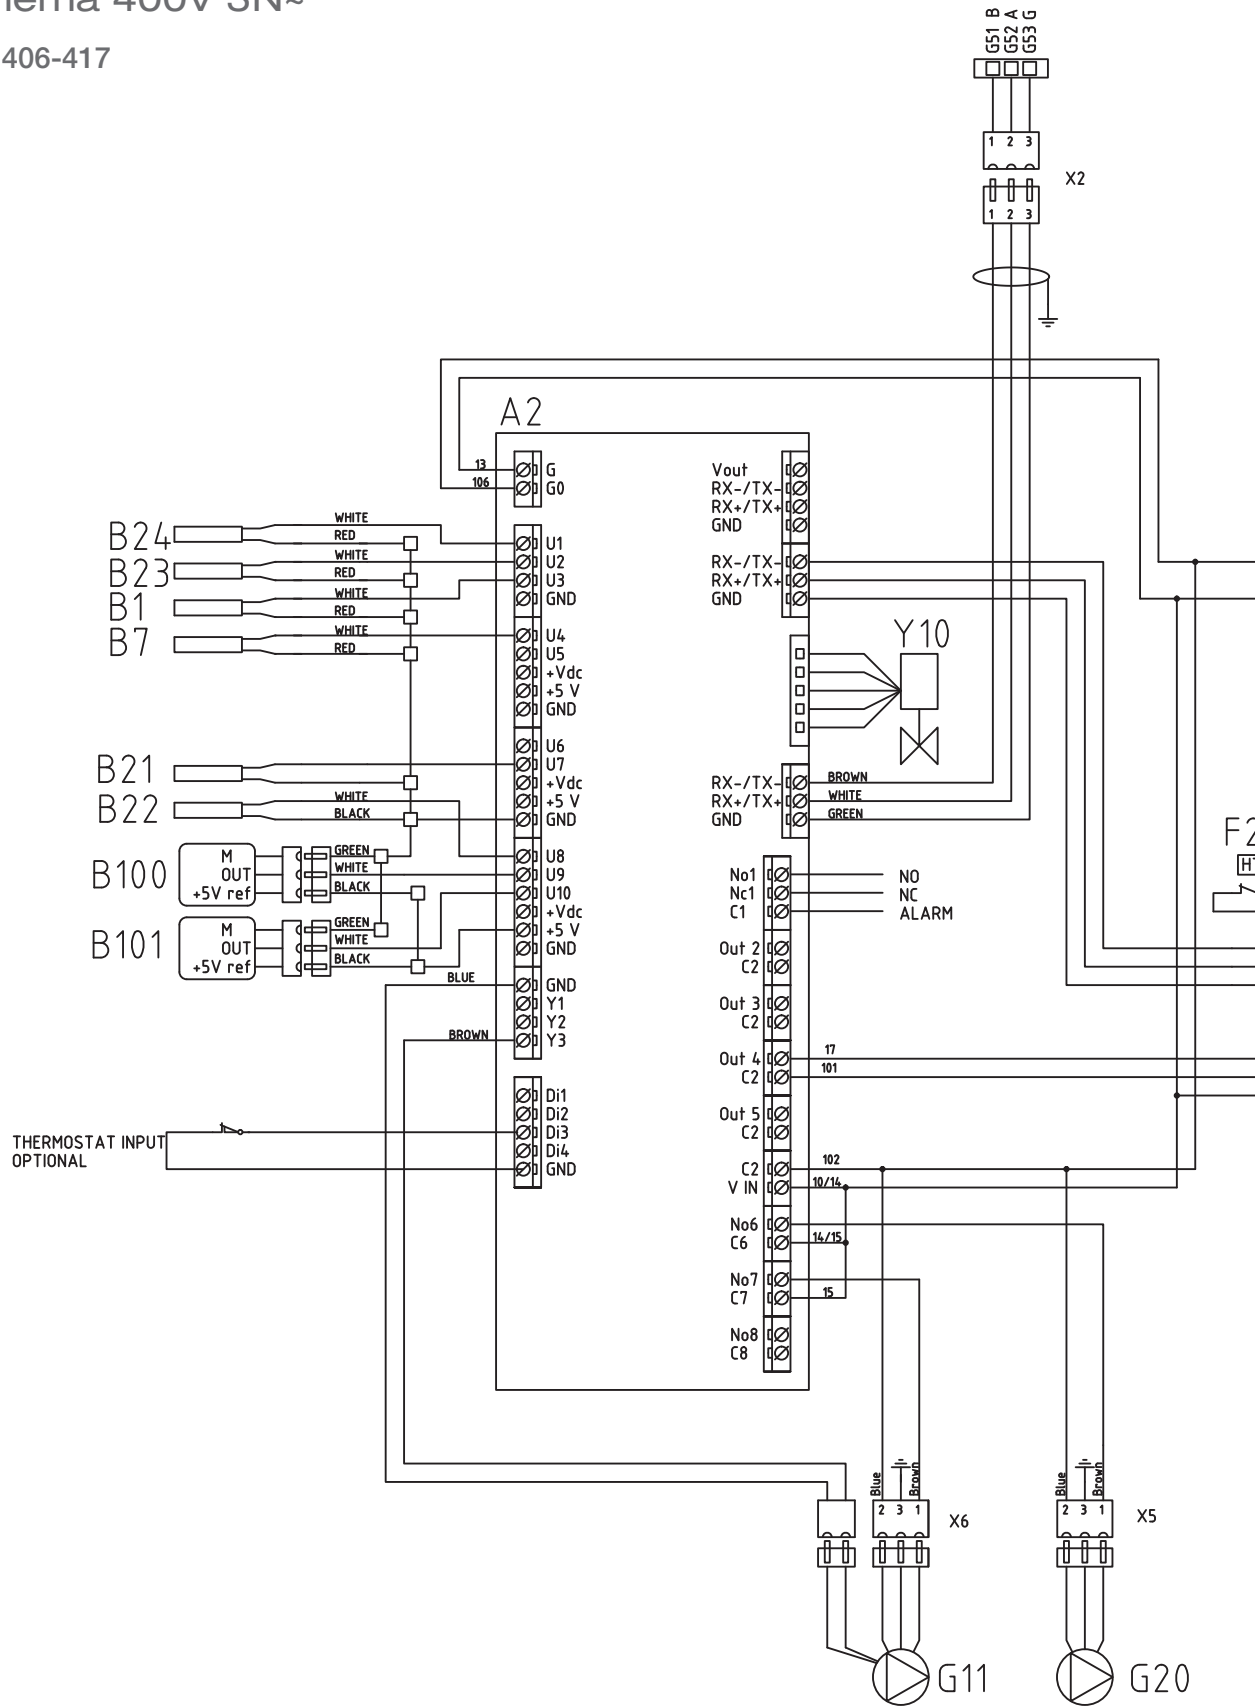 hema 400V 3N~
406-417
G51 B
G52 A
G53 G
1 2 3
X2
1 2 3
A2
13
G
106
G0
Vout
RX-/TX-
RX+/TX+
GND
B24
WHITE
RED
U1
B23
WHITE
RED
U2
B1
WHITE
RED
U3
GND
B7
WHITE
RED
U4
U5
+Vdc
+5 V
GND
RX-/TX-
RX+/TX+
GND
Y10
B21
U6
U7
+Vdc
B22
WHITE
BLACK
+5 V
GND
RX-/TX-
BROWN
RX+/TX+
WHITE
GND
GREEN
B100
M
OUT
+5V ref
GREEN
WHITE
BLACK
U8
U9
U10
+Vdc
B101
M
OUT
+5V ref
GREEN
WHITE
BLACK
+5 V
GND
BLUE
GND
Y1
Y2
BROWN
Y3
No1
NO
Nc1
NC
C1
ALARM
Out 2
C2
Out 3
C2
Out 4
17
C2
101
Out 5
C2
C2
102
V IN
10/14
No6
C6
14/15
No7
C7
15
No8
C8
Di1
Di2
Di3
Di4
GND
THERMOSTAT INPUT
OPTIONAL
F2
Blue
Brown
2 3 1
X6
Blue
Brown
2 3 1
X5
G11
G20